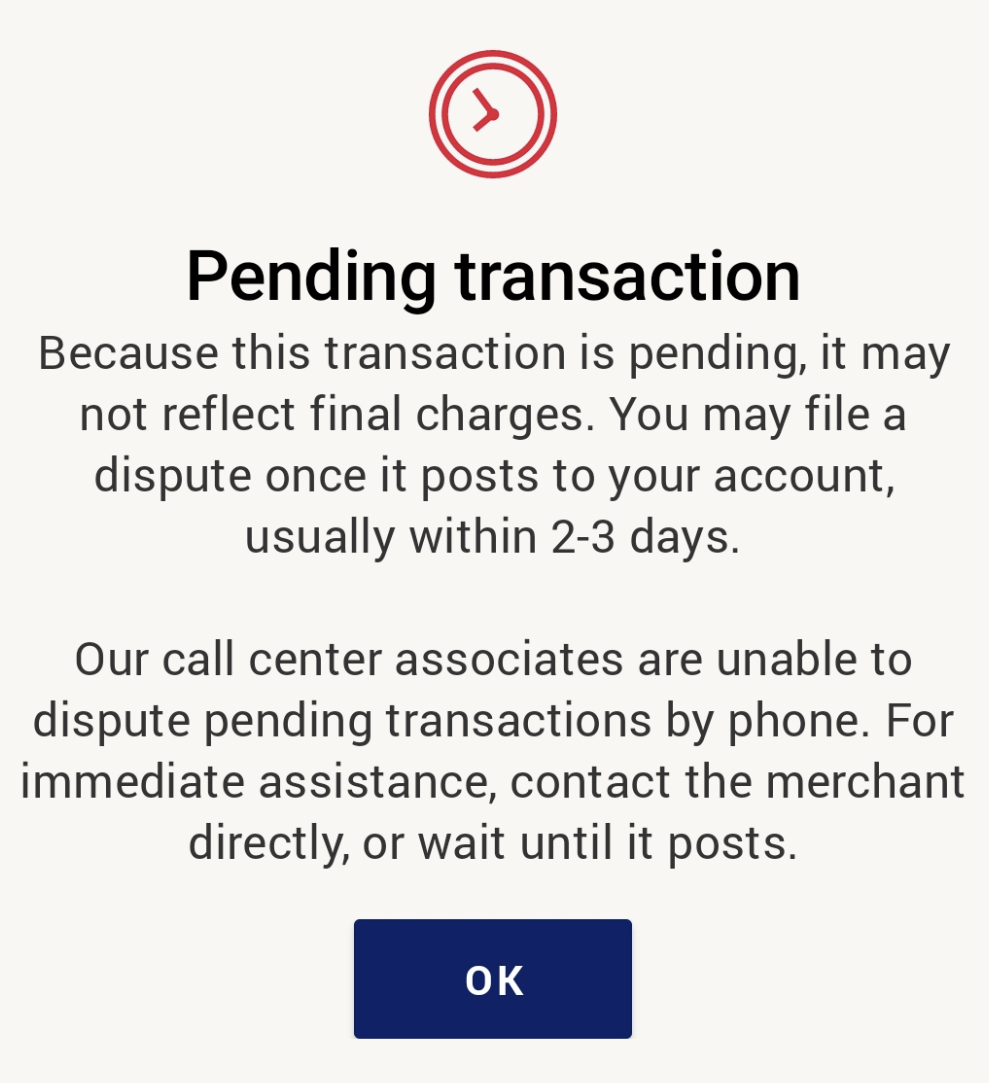 Pending transaction
Because this transaction is pending, it may
not reflect final charges. You may file a
dispute once it posts to your account,
usually within 2-3 days.
Our call center associates are unable to
dispute pending transactions by phone. For
immediate assistance, contact the merchant
directly, or wait until it posts.
OK